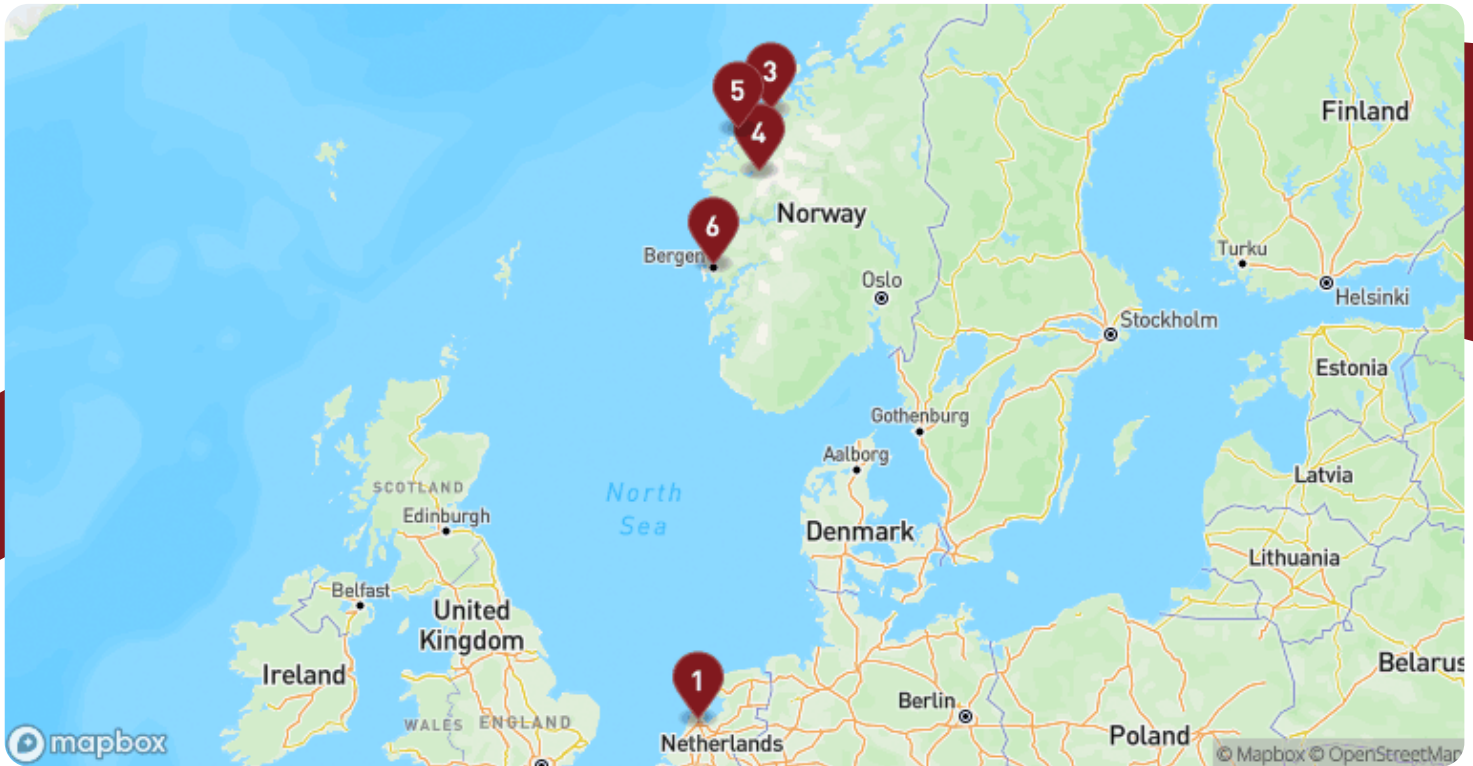 3
5
4
Finland
Norway
6
Bergen
Turku
Oslo
Helsinki
Stockholm
Estonia
Gothenburg
Aalborg
Latvia
SCOTLAND
North
Sea
Edinburgh
Denmark
Lithuania
Belfast
United
Kingdom
Ireland
Belarus
1
Berlin
WALES
ENGLAND
Poland
Netherlands
mapbox
© Mapbox © OpenStreetMap